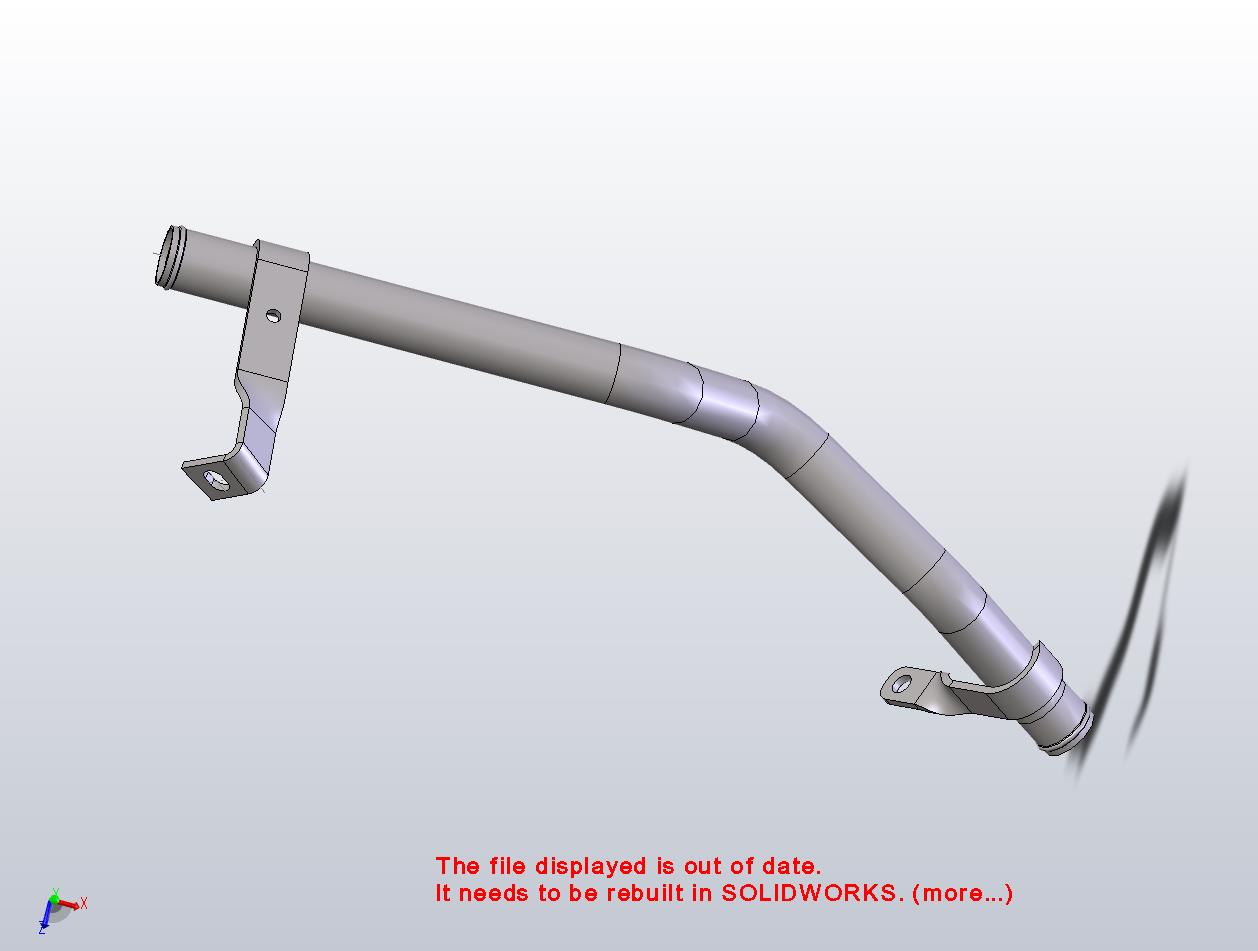 The file displayed is out of date.
It needs to be rebuilt in SOLIDWORKS. (more...)
Y
X
Z